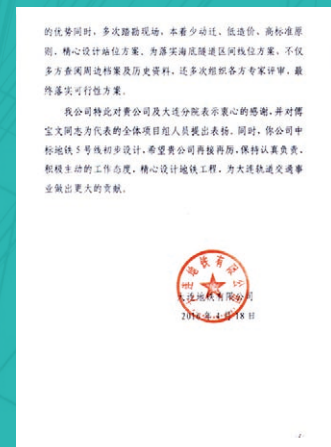 的优势同时，多次踏勘现场，本着少动迁、低造价、高标准原
则，精心设计站位方案。为落实海底隧道区间线位方案，不仅
多方查阅周边档案及历史资料，还多次组织各方专家评审，最
终落实可行性方案。
我公司特此对贵公司及大连分院表示衷心的感谢，并对傅
宝文同志为代表的全体项目组人员提出表扬。同时，你公司中
标地铁5号线初步设计，希望贵公司再接再厉，保持认真负责、
积极主动的工作态度，精心设计地铁工程，为大连轨道交通事
业做出更大的贡献。
大连地铁有限公司
大连地铁有限公司
年4月18日